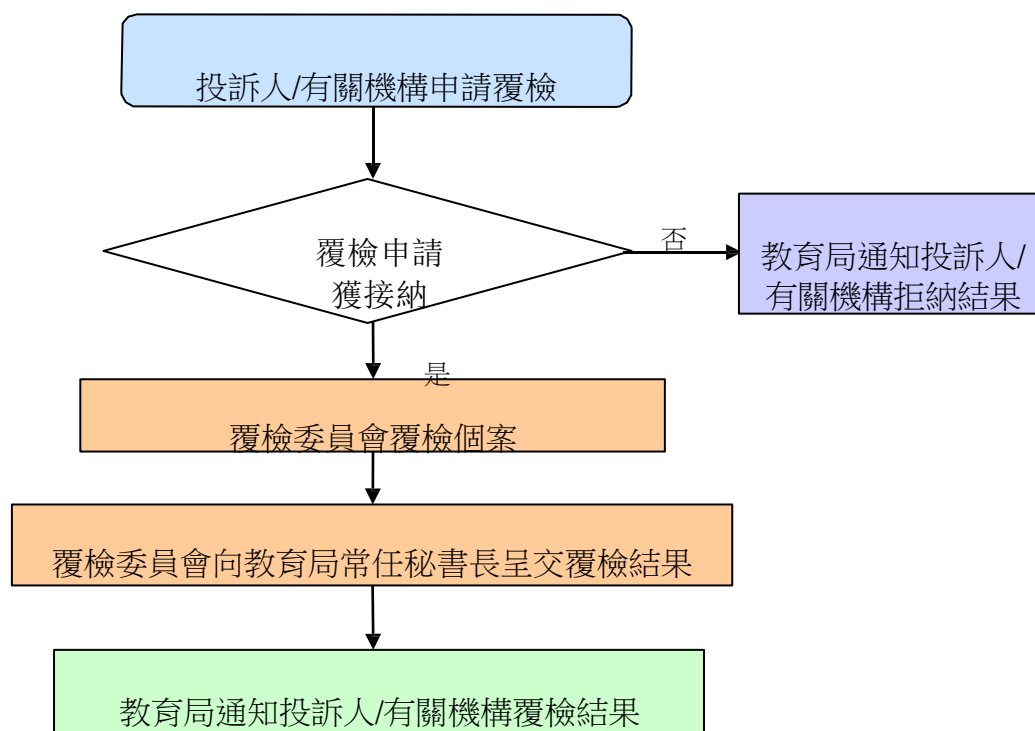 投訴人/有關機構申請覆檢
覆檢申請
獲接納
否
教育局通知投訴人/
有關機構拒納結果
是
覆檢委員會覆檢個案
覆檢委員會向教育局常任秘書長呈交覆檢結果
教育局通知投訴人/有關機構覆檢結果